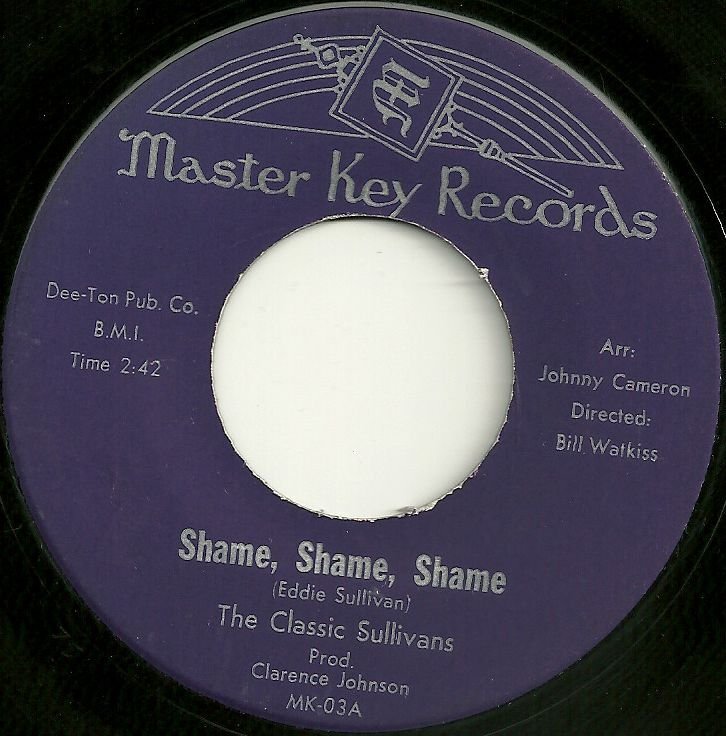 Master Key Records
Dee-Ton Pub. Co.
B.M.I.
Time 2:42
Arr:
Johnny Cameron
Directed:
Bill Watkiss
Shame, Shame, Shame
(Eddie Sullivan)
The Classic Sullivans
Prod.
Clarence Johnson
MK-03A